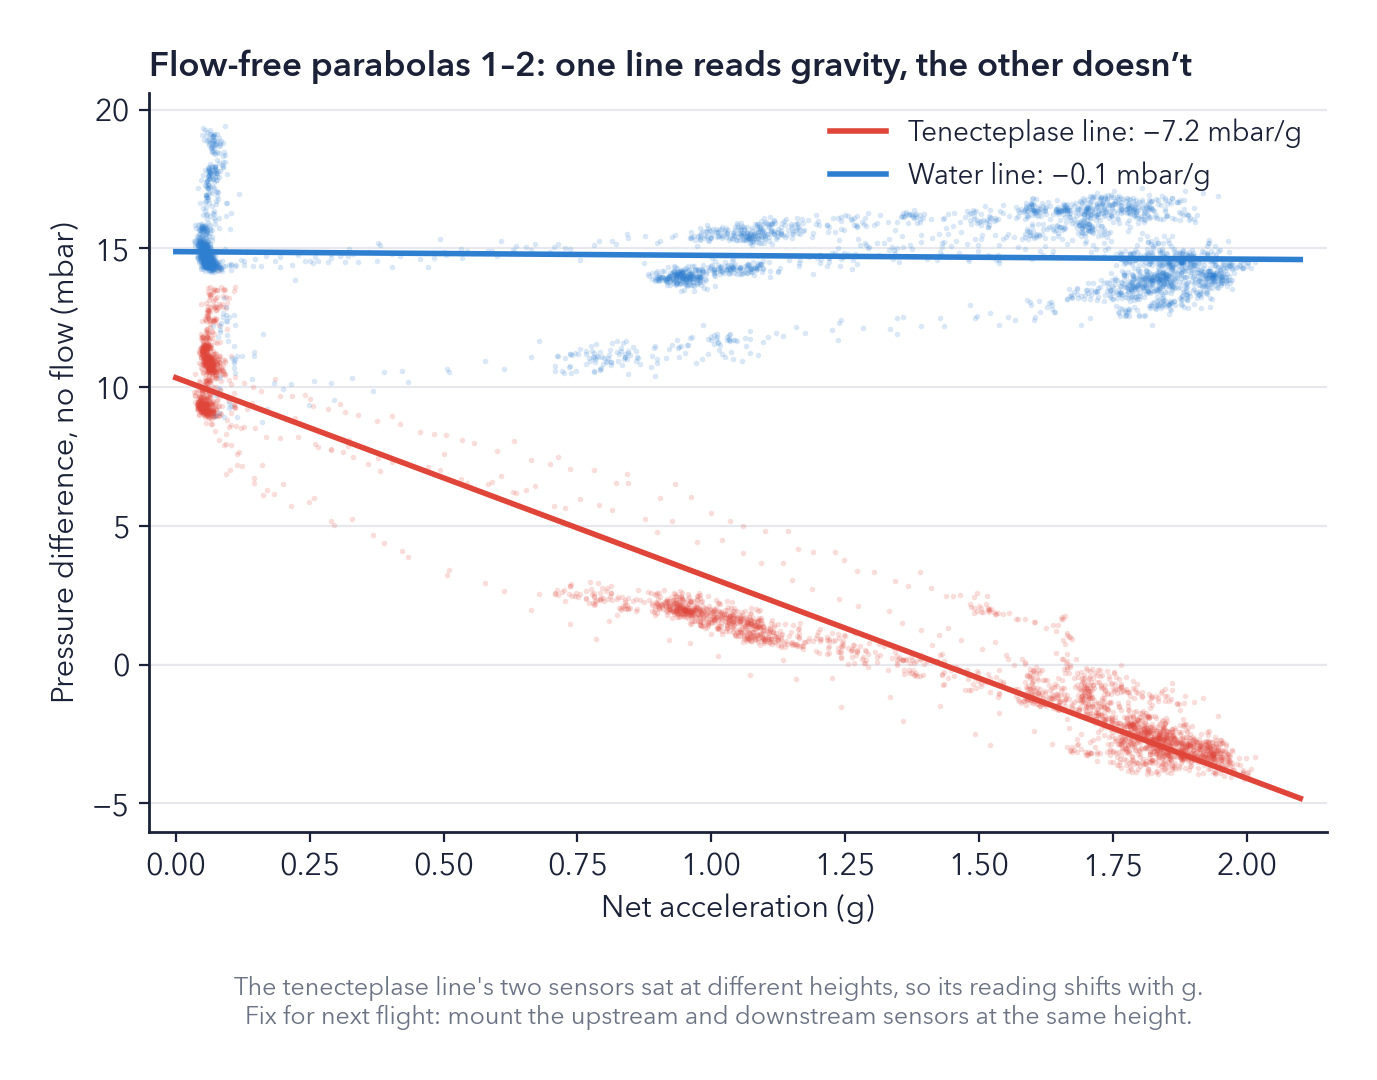 Flow-free parabolas 1–2: one line reads gravity, the other doesn’t
Tenecteplase line: −7.2 mbar/g
Water line: −0.1 mbar/g
Pressure difference, no flow (mbar)
20
15
10
5
0
−5
0.00 0.25 0.50 0.75 1.00 1.25 1.50 1.75 2.00
Net acceleration (g)
The tenecteplase line's two sensors sat at different heights, so its reading shifts with g.
Fix for next flight: mount the upstream and downstream sensors at the same height.